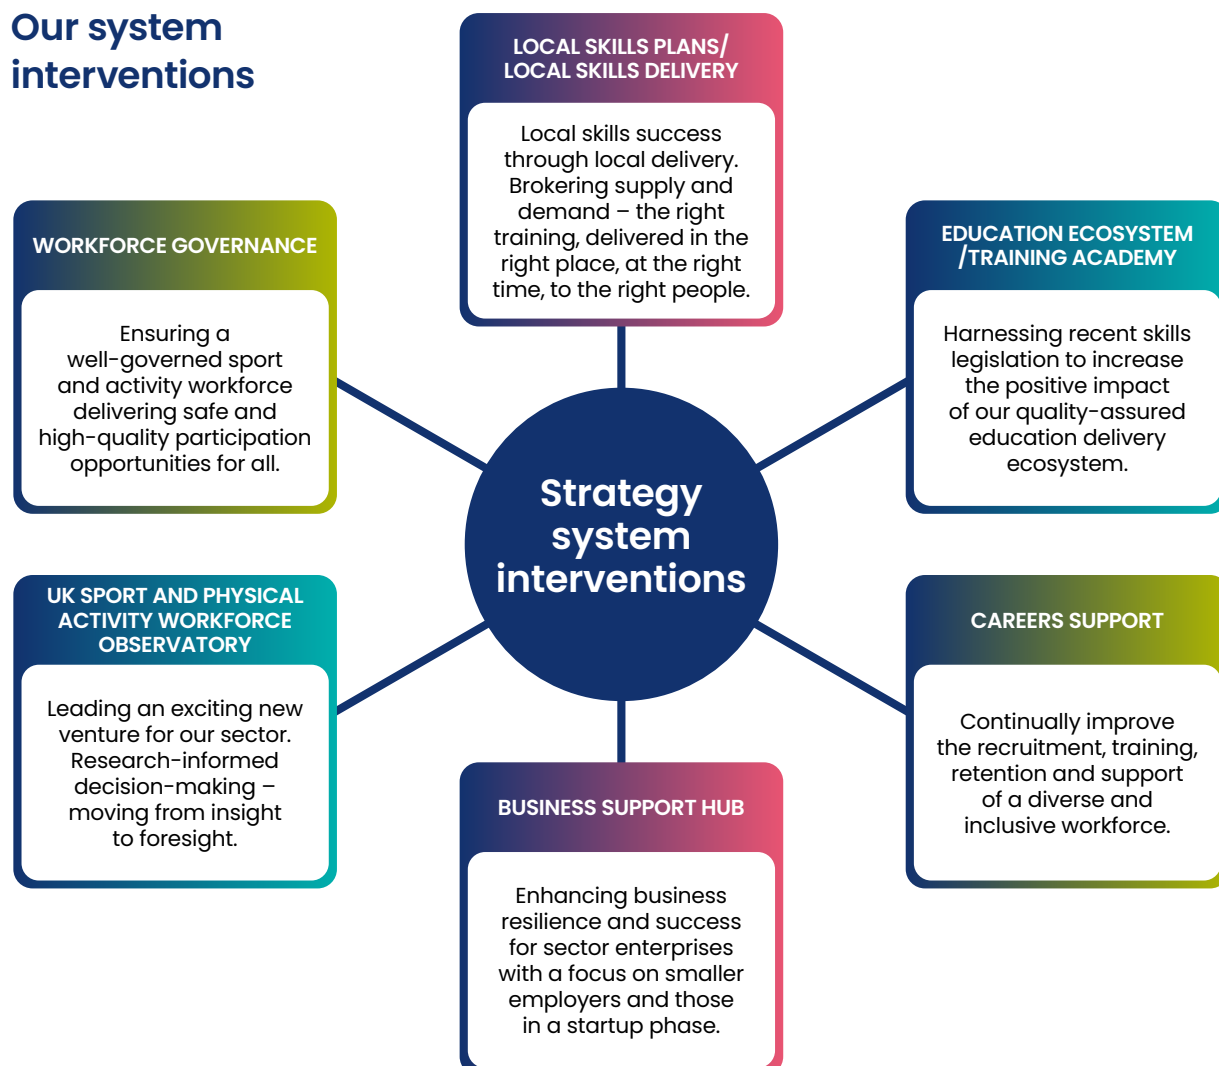 Our system
interventions
LOCAL SKILLS PLANS/
LOCAL SKILLS DELIVERY
Local skills success
through local delivery.
Brokering supply and
demand – the right
training, delivered in the
right place, at the right
time, to the right people.
WORKFORCE GOVERNANCE
Ensuring a
well-governed sport
and activity workforce
delivering safe and
high-quality participation
opportunities for all.
EDUCATION ECOSYSTEM
/TRAINING ACADEMY
Harnessing recent skills
legislation to increase
the positive impact
of our quality-assured
education delivery
ecosystem.
Strategy
system
interventions
UK SPORT AND PHYSICAL
ACTIVITY WORKFORCE
OBSERVATORY
Leading an exciting new
venture for our sector.
Research-informed
decision-making –
moving from insight
to foresight.
CAREERS SUPPORT
Continually improve
the recruitment, training,
retention and support
of a diverse and
inclusive workforce.
BUSINESS SUPPORT HUB
Enhancing business
resilience and success
for sector enterprises
with a focus on smaller
employers and those
in a startup phase.